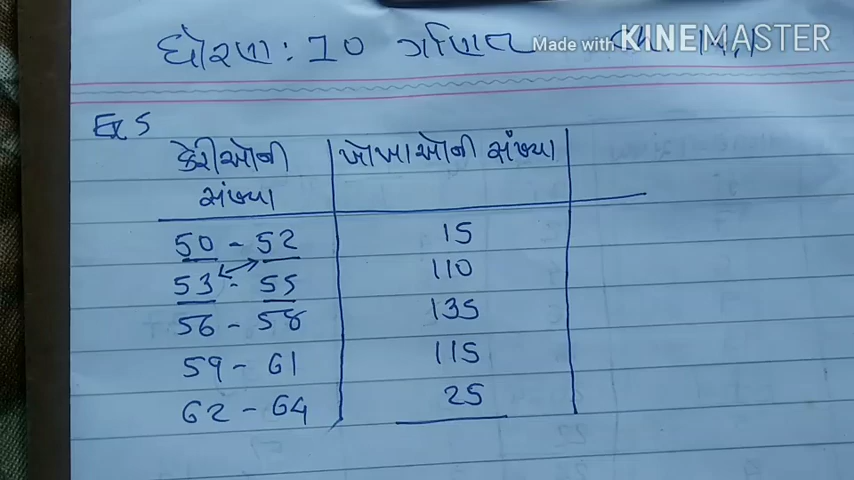 ધોરણ : 10 ગણિત
Made with KINEMASTER
Ex 5
કેરીઓની ખોખાઓની સંખ્યા
સંખ્યા
50 - 52 15
53 - 55 110
56 - 58 135
59 - 61 115
62 - 64 25